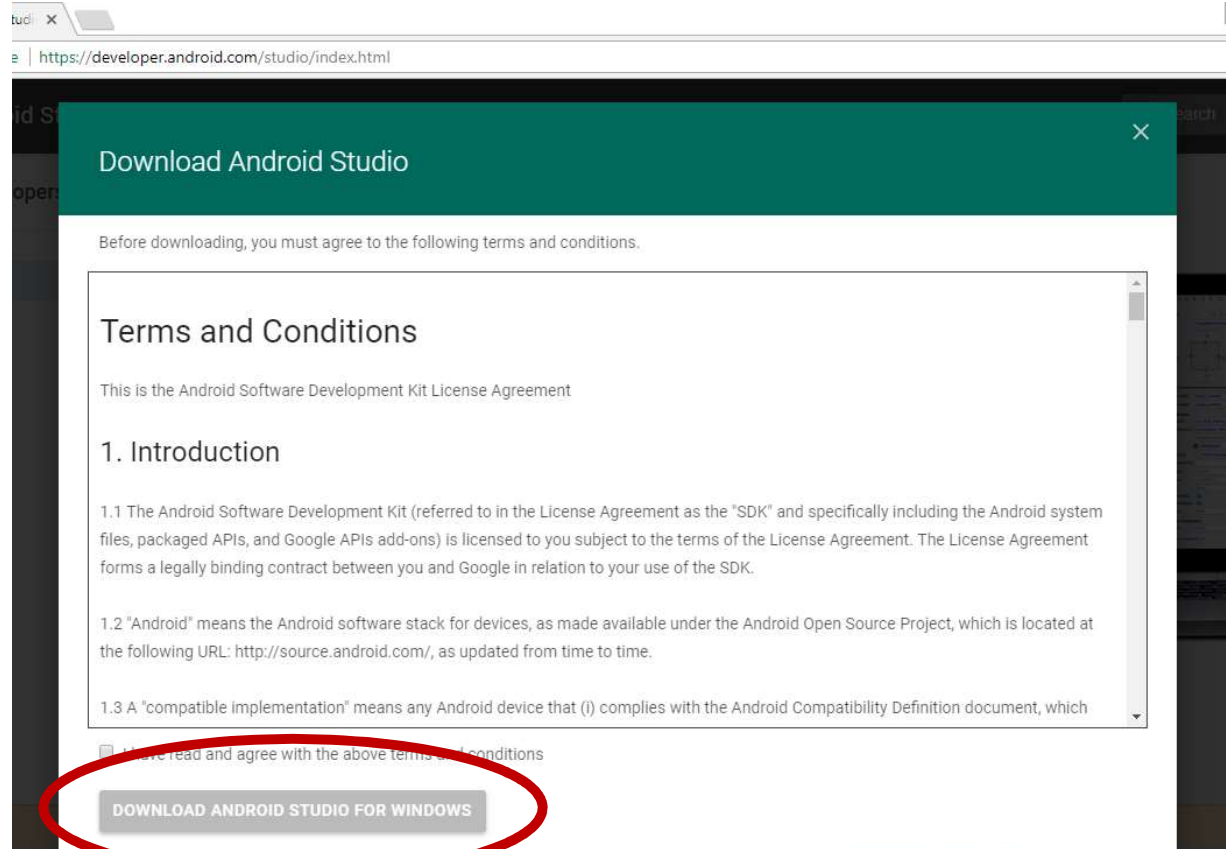 tudi
e | https://developer.android.com/studio/index.html
id St
earch
Download Android Studio
opers
Before downloading, you must agree to the following terms and conditions.
Terms and Conditions
This is the Android Software Development Kit License Agreement
1. Introduction
1.1 The Android Software Development Kit (referred to in the License Agreement as the "SDK" and specifically including the Android system
files, packaged APIs, and Google APIs add-ons) is licensed to you subject to the terms of the License Agreement. The License Agreement
forms a legally binding contract between you and Google in relation to your use of the SDK.
1.2 "Android" means the Android software stack for devices, as made available under the Android Open Source Project, which is located at
the following URL: http://source.android.com/, as updated from time to time.
1.3 A "compatible implementation" means any Android device that (i) complies with the Android Compatibility Definition document, which
I have read and agree with the above terms and conditions
DOWNLOAD ANDROID STUDIO FOR WINDOWS